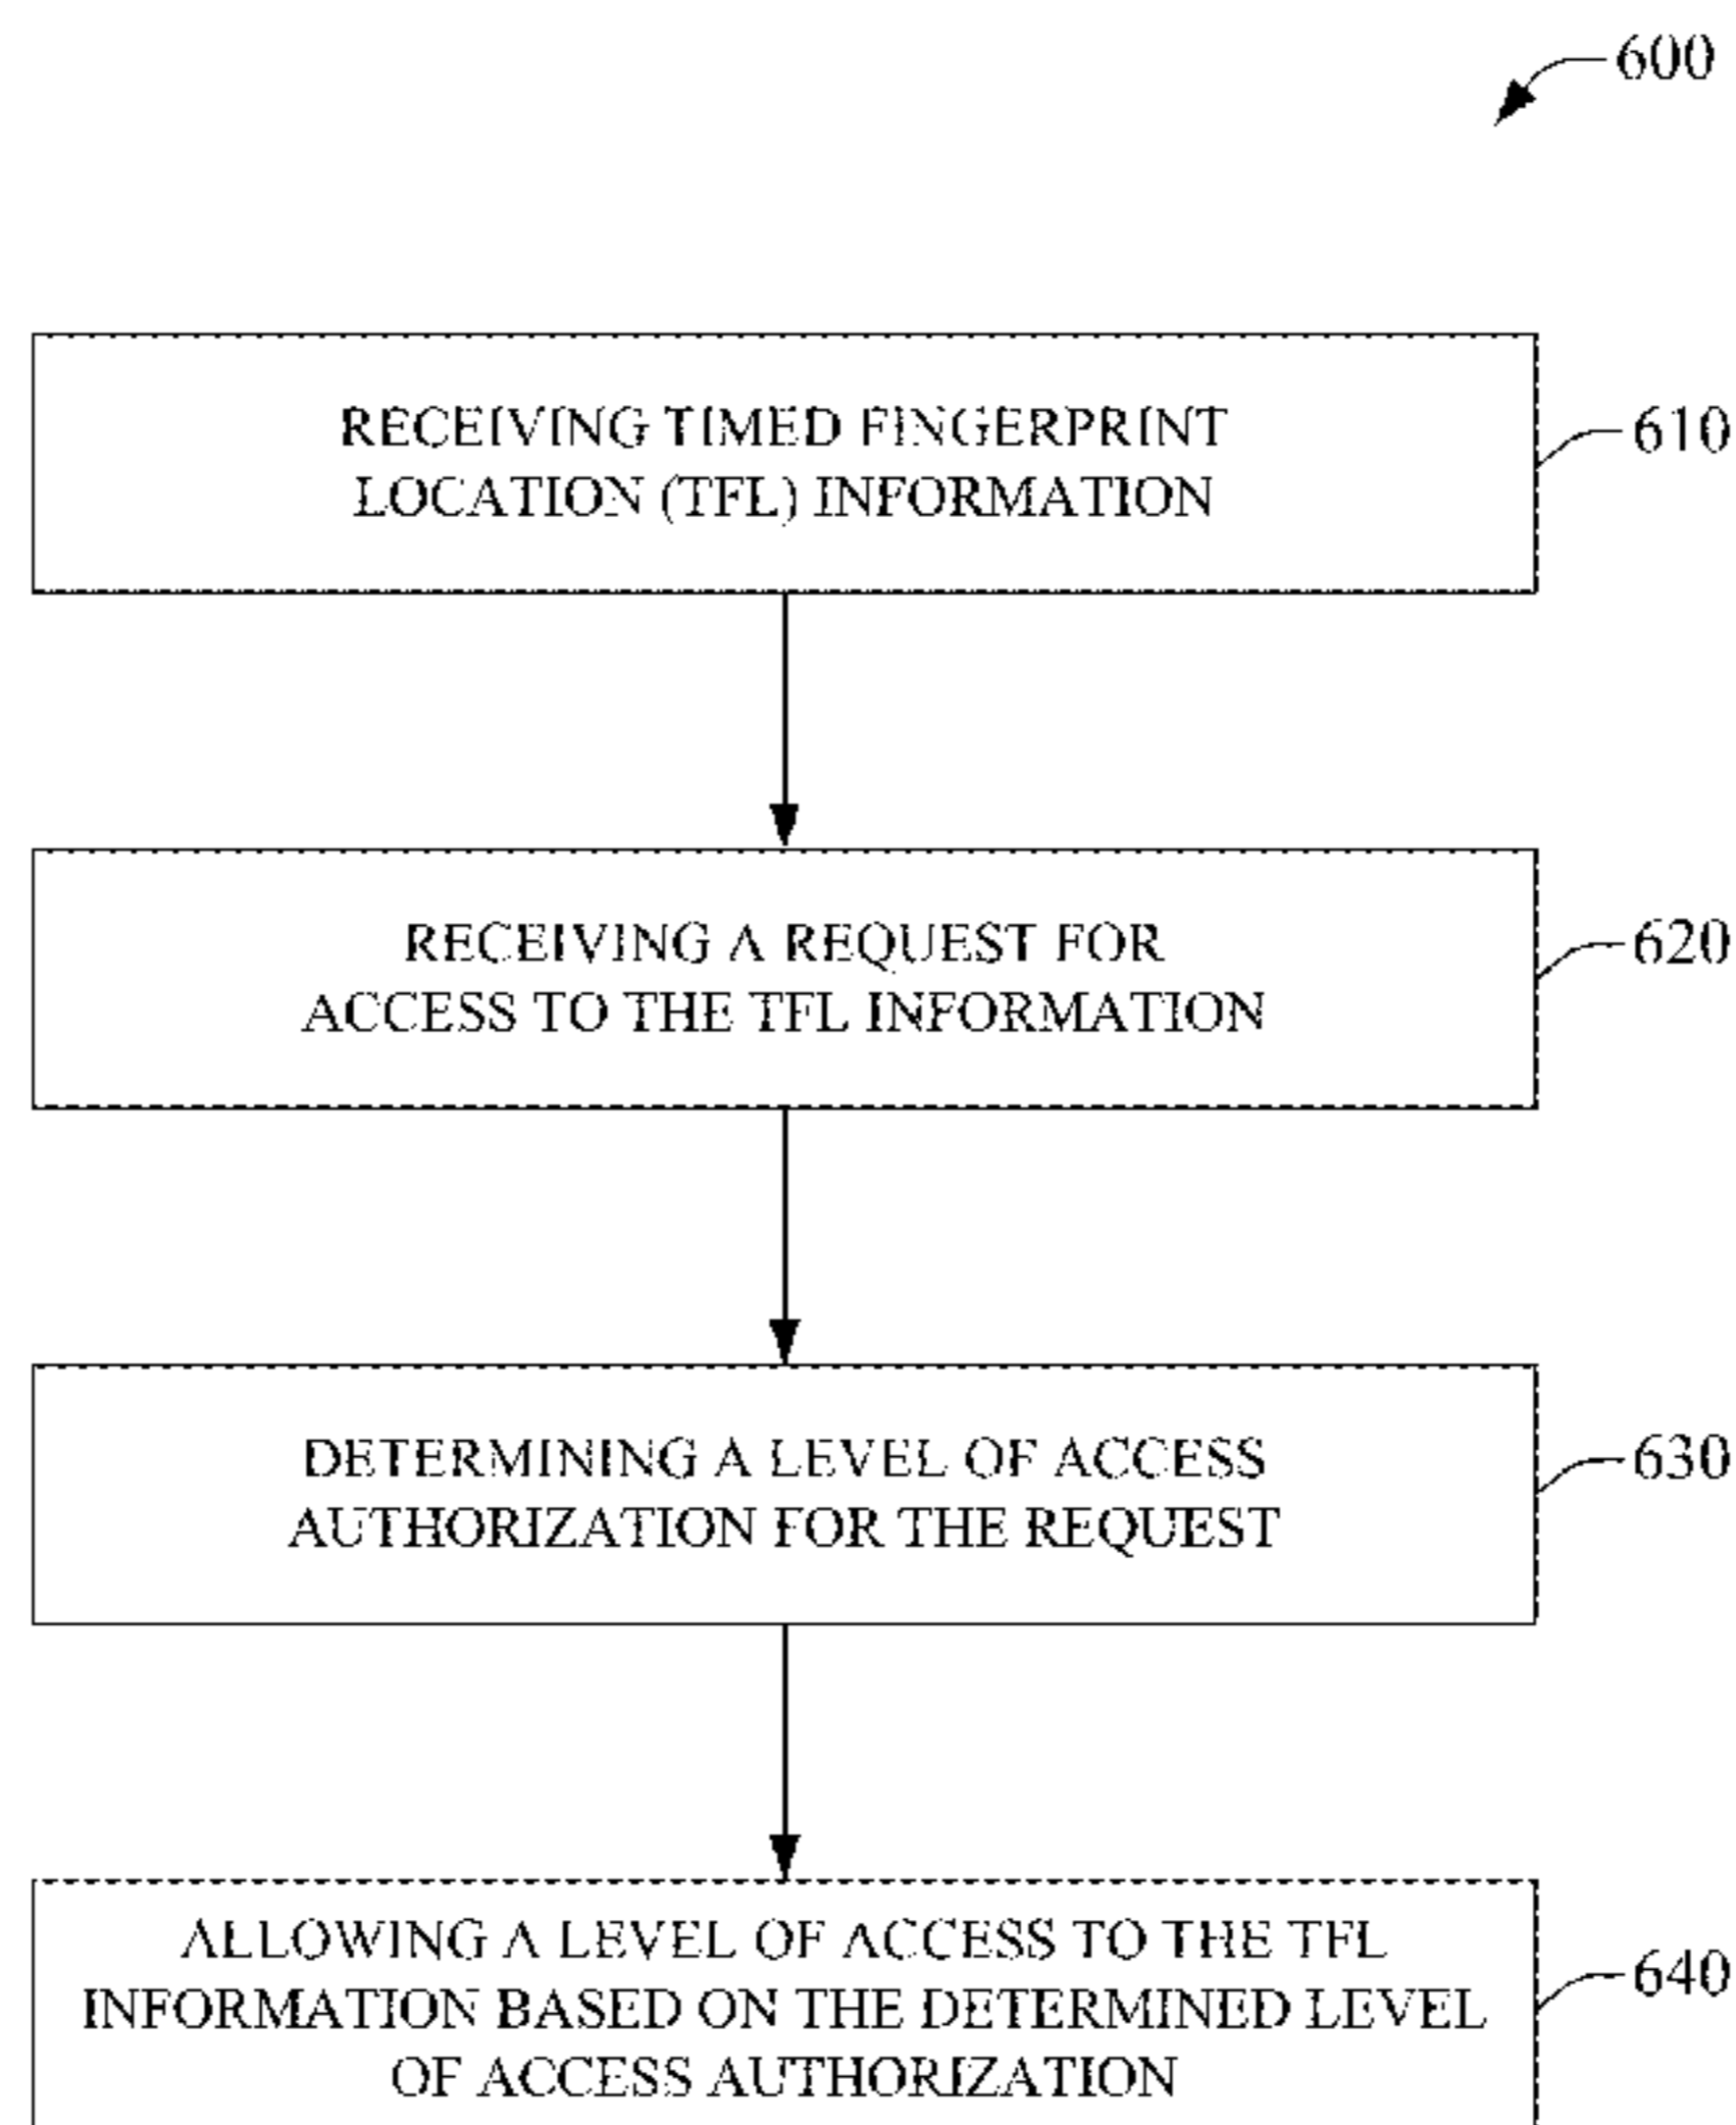 600
RECEIVING TIMED FINGERPRINT
LOCATION (TFL) INFORMATION
610
RECEIVING A REQUEST FOR
ACCESS TO THE TFL INFORMATION
620
DETERMINING A LEVEL OF ACCESS
AUTHORIZATION FOR THE REQUEST
630
ALLOWING A LEVEL OF ACCESS TO THE TFL
INFORMATION BASED ON THE DETERMINED LEVEL
OF ACCESS AUTHORIZATION
640